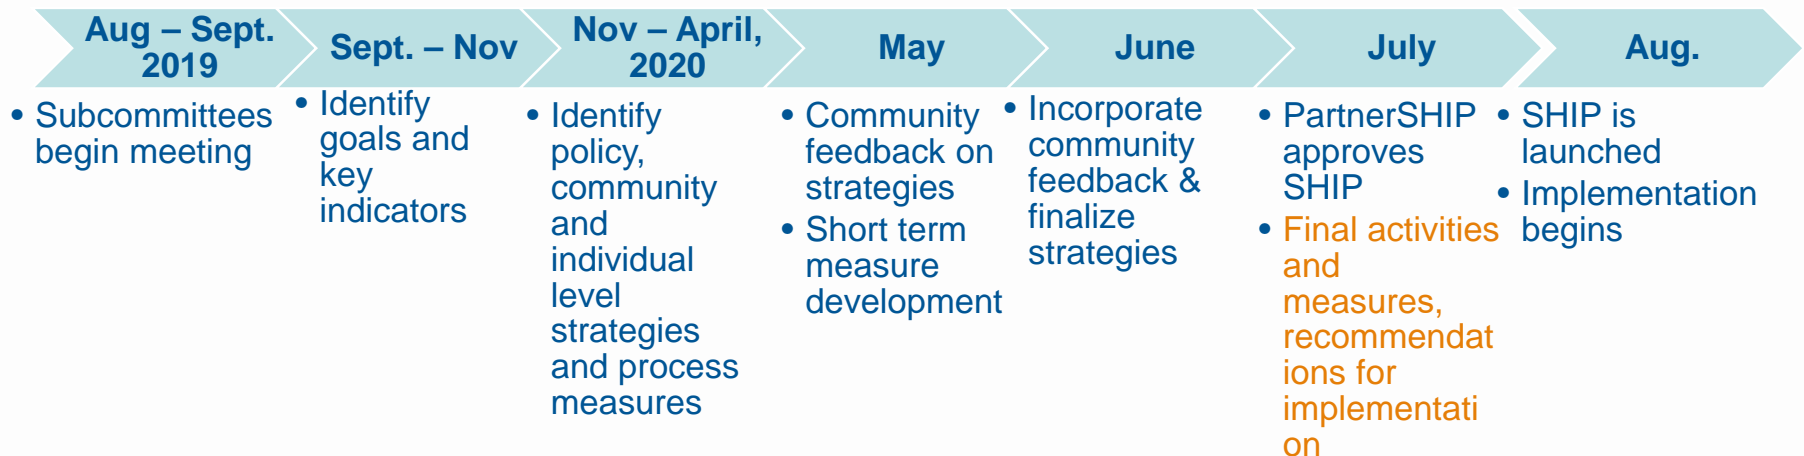 Aug – Sept.
2019
Sept. – Nov
Nov – April,
2020
May
June
July
Aug.
• Subcommittees
begin meeting
• Identify
goals and
key
indicators
• Identify
policy,
community
and
individual
level
strategies
and process
measures
• Community
feedback on
strategies
• Short term
measure
development
• Incorporate
community
feedback &
finalize
strategies
• PartnerSHIP
approves
SHIP
• Final activities
and
measures,
recommendat
ions for
implementati
on
• SHIP is
launched
• Implementation
begins